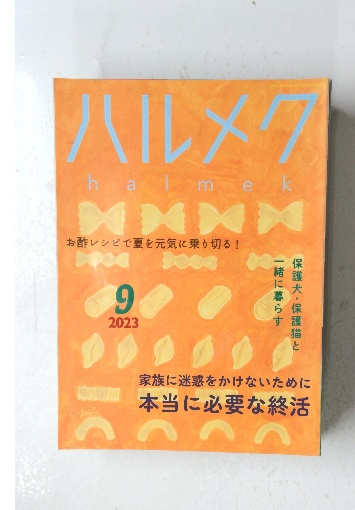 ハルメク
halmek
お酢レシピで夏を元気に乗り切る!
保護犬・保護猫と
一緒に暮らす
9
2023
家族に迷惑をかけないために
本当に必要な終活